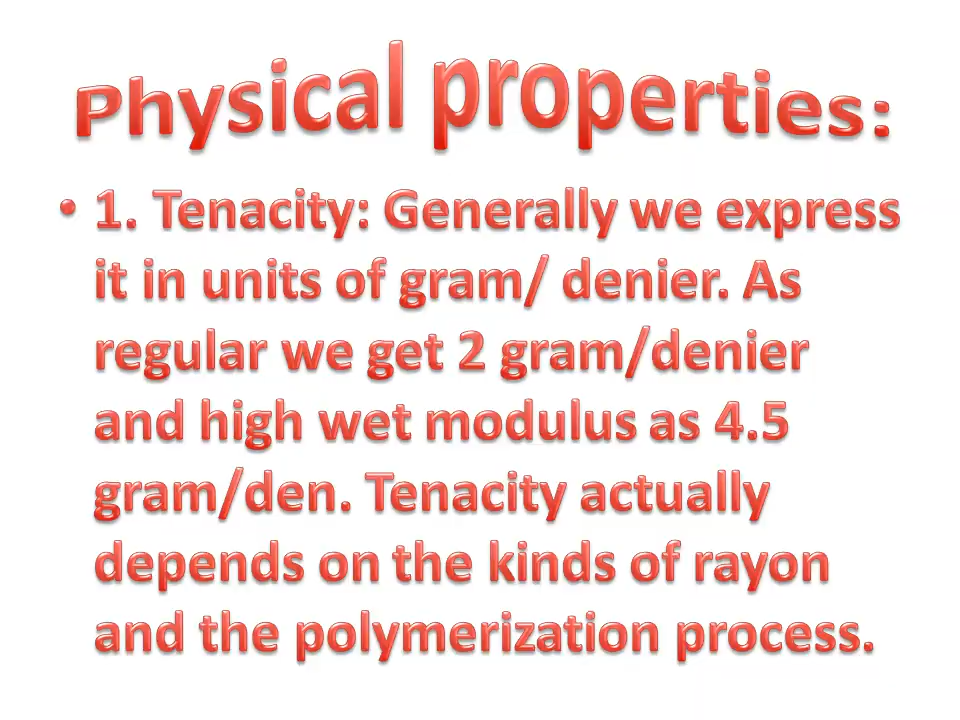 Physical properties:
• 1. Tenacity: Generally we express
it in units of gram/ denier. As
regular we get 2 gram/denier
and high wet modulus as 4.5
gram/den. Tenacity actually
depends on the kinds of rayon
and the polymerization process.